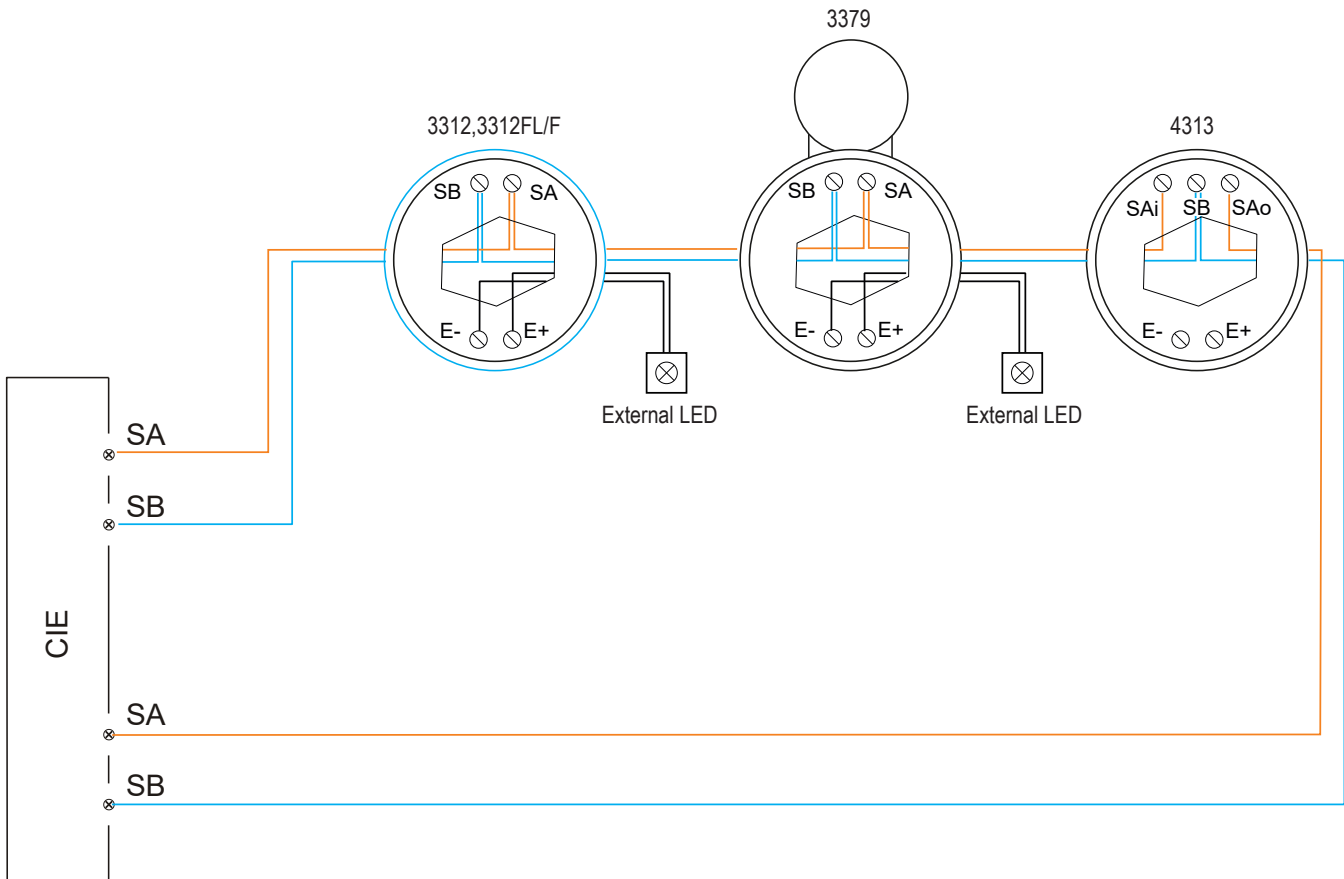 3379
3312,3312FL/F
4313
SB SA
SB SA
SAi SB SAo
E- E+
E- E+
E- E+
External LED
External LED
SA
SB
CIE
SA
SB